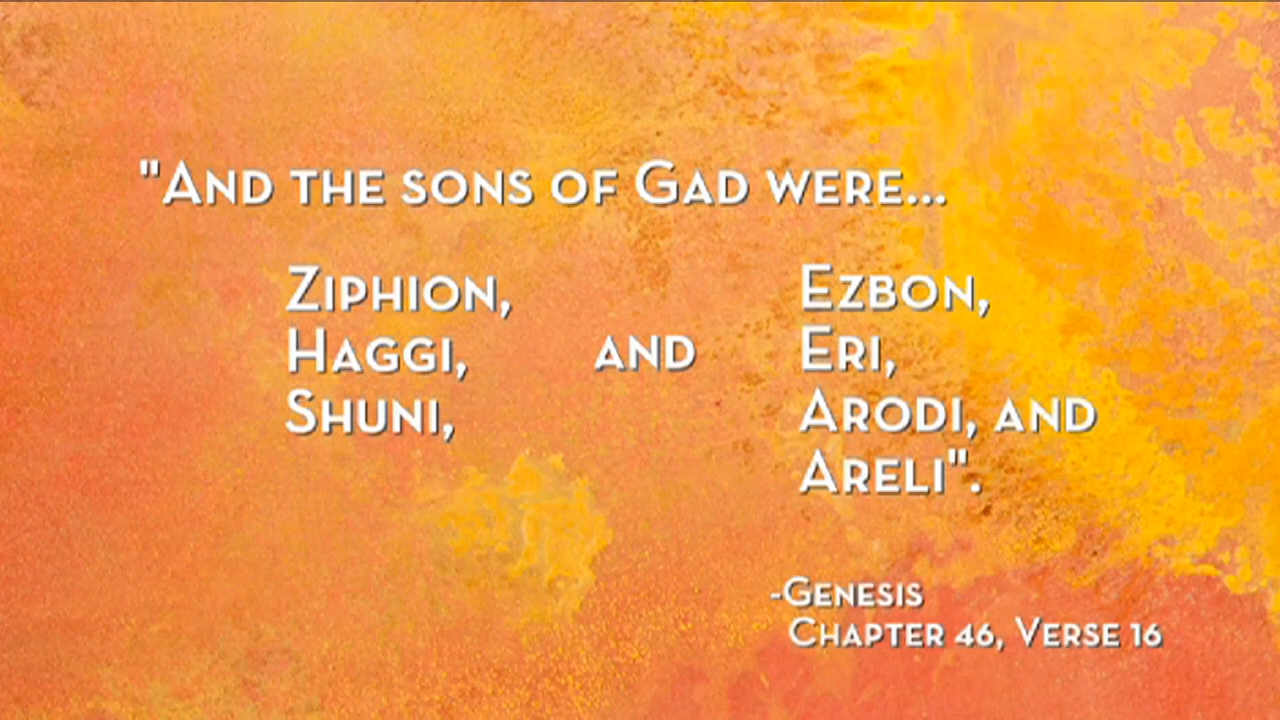 "And the sons of Gad were...
Ziphion,
Haggi,
Shuni,
and
Ezbon,
Eri,
Arodi, and
Areli".
-Genesis
Chapter 46, Verse 16